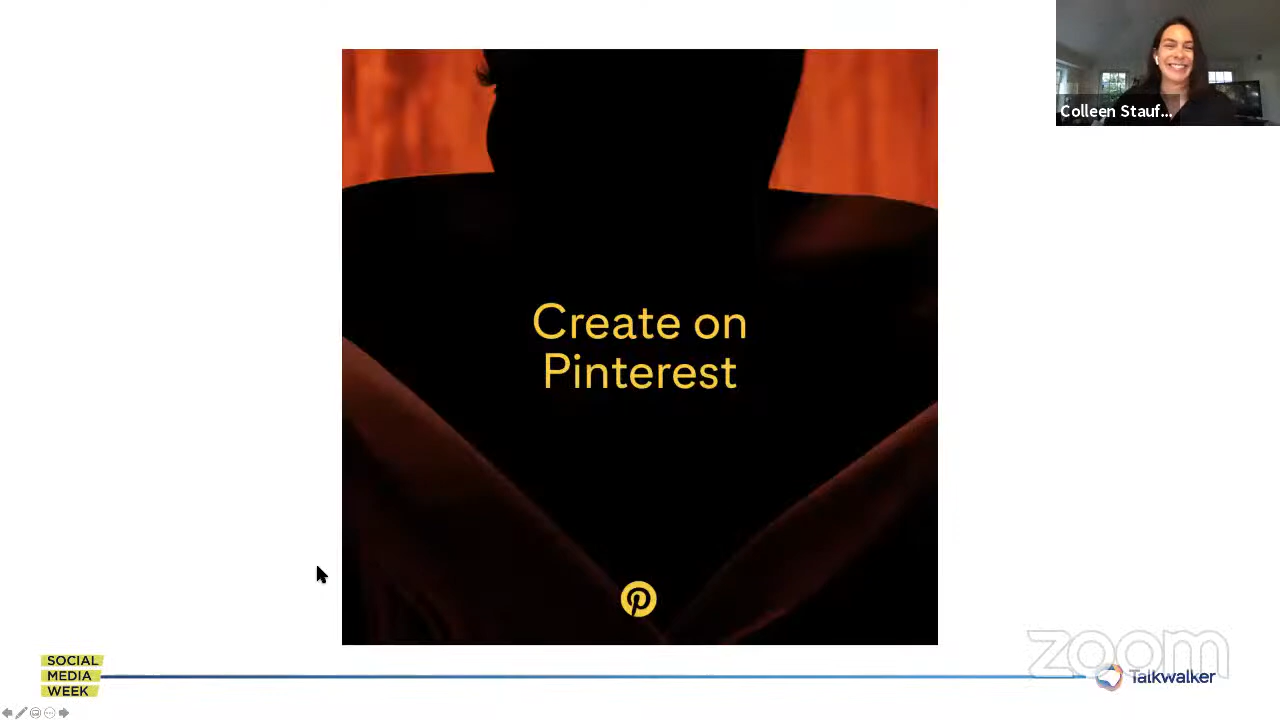 Colleen Stauf...
Create on
Pinterest
SOCIAL
MEDIA
WEEK
zoom
Talkwalker